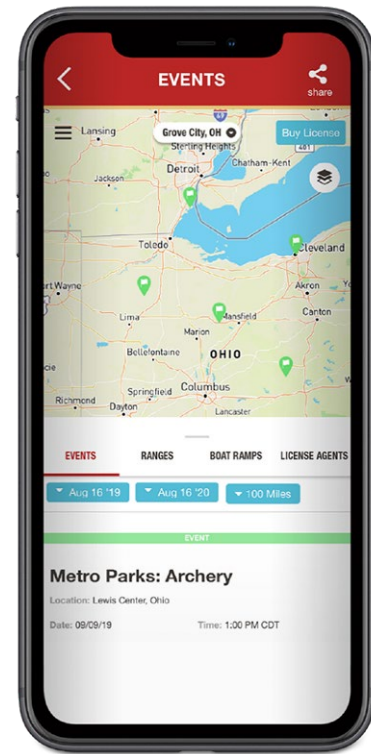 EVENTS
share
Lansing
Grove City, OH
Buy License
Sterling Heights
401
Chatham-Kent
Detroit
Jackson
Toledo
Cleveland
rt Wayne
Akron
Lima
Mansfield
Canton
Marion
Bellefontaine
OHIO
cie
Springfield
Columbus
Richmond
Dayton
Lancaster
EVENTS RANGES BOAT RAMPS LICENSE AGENTS
Aug 16 '19 Aug 16 '20 100 Miles
EVENT
Metro Parks: Archery
Location: Lewis Center, Ohio
Date: 09/09/19 Time: 1:00 PM CDT